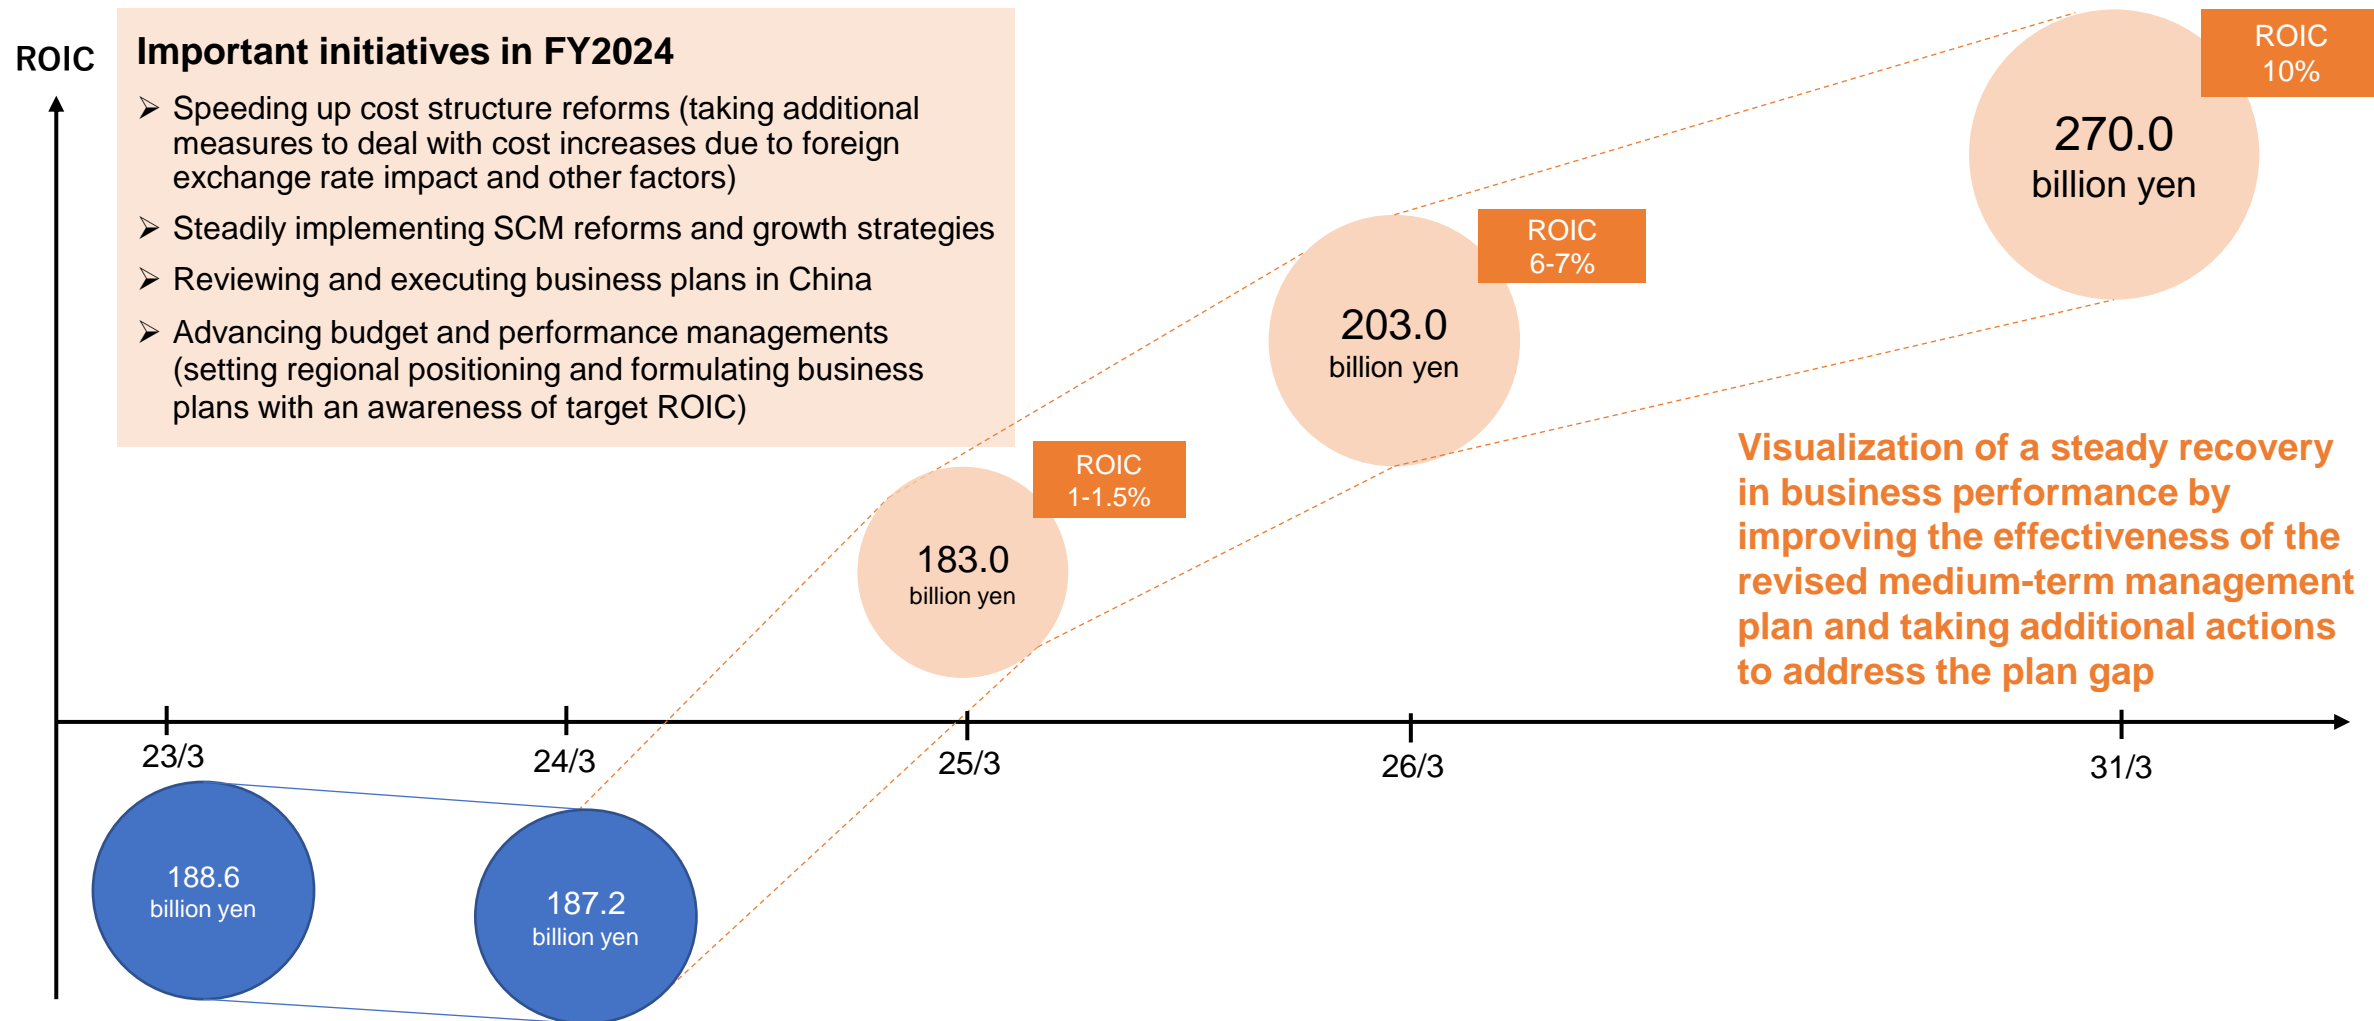 ROIC
Important initiatives in FY2024
➢ Speeding up cost structure reforms (taking additional
measures to deal with cost increases due to foreign
exchange rate impact and other factors)
➢ Steadily implementing SCM reforms and growth strategies
➢ Reviewing and executing business plans in China
➢ Advancing budget and performance managements
(setting regional positioning and formulating business
plans with an awareness of target ROIC)
ROIC
10%
270.0
billion yen
ROIC
6-7%
203.0
billion yen
ROIC
1-1.5%
183.0
billion yen
Visualization of a steady recovery
in business performance by
improving the effectiveness of the
revised medium-term management
plan and taking additional actions
to address the plan gap
23/3
24/3
25/3
26/3
31/3
188.6
billion yen
187.2
billion yen